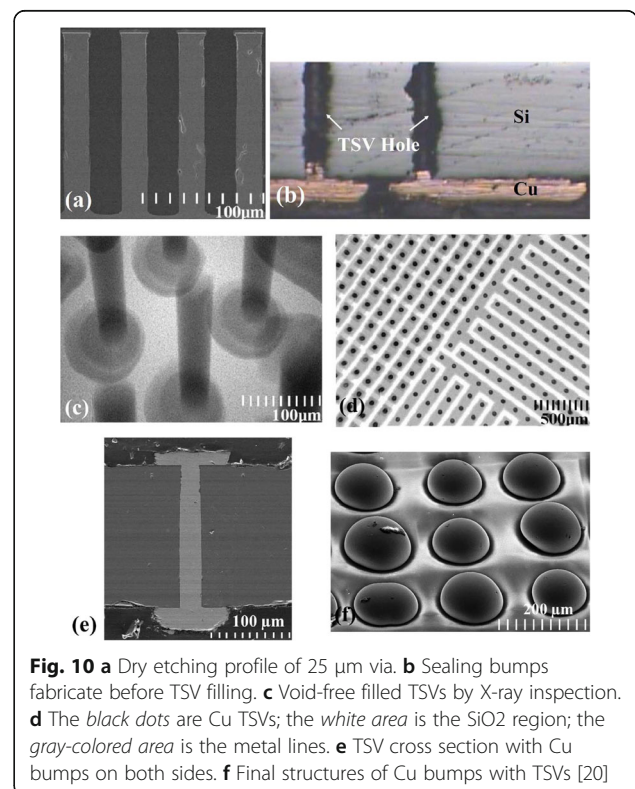 (a)
100μm
TSV Hole
Si
Cu
(b)
(c)
100μm
(d)
500μm
(e)
100 μm
(f)
200 μm
Fig. 10 a Dry etching profile of 25 μm via. b Sealing bumps
fabricate before TSV filling. c Void-free filled TSVs by X-ray inspection.
d The black dots are Cu TSVs; the white area is the SiO2 region; the
gray-colored area is the metal lines. e TSV cross section with Cu
bumps on both sides. f Final structures of Cu bumps with TSVs [20]